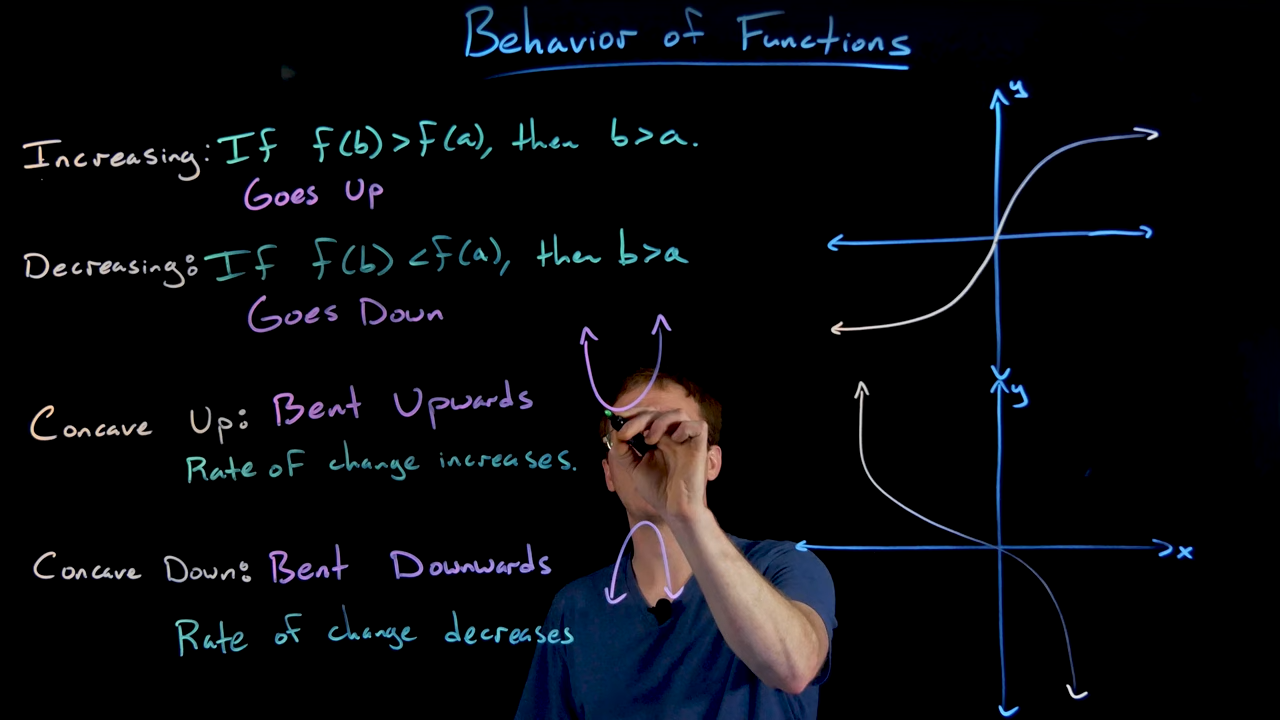 Behavior of Functions
Increasing: If f(b)>f(a), then b>a.
Goes Up
Decreasing: If f(b)<f(a), then b>a
Goes Down
Concave Up: Bent Upwards
Rate of change increases.
Concave Down: Bent Downwards
Rate of change decreases
y
y
x